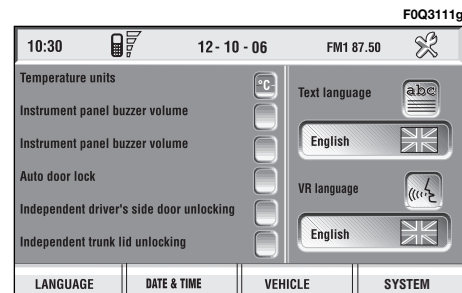 F0Q3111g
10:30 12-10-06 FM1 87.50
Temperature units °C
Instrument panel buzzer volume
Instrument panel buzzer volume
Auto door lock
Independent driver's side door unlocking
Independent trunk lid unlocking
Text language abc
English
VR language
English
LANGUAGE DATE & TIME VEHICLE SYSTEM